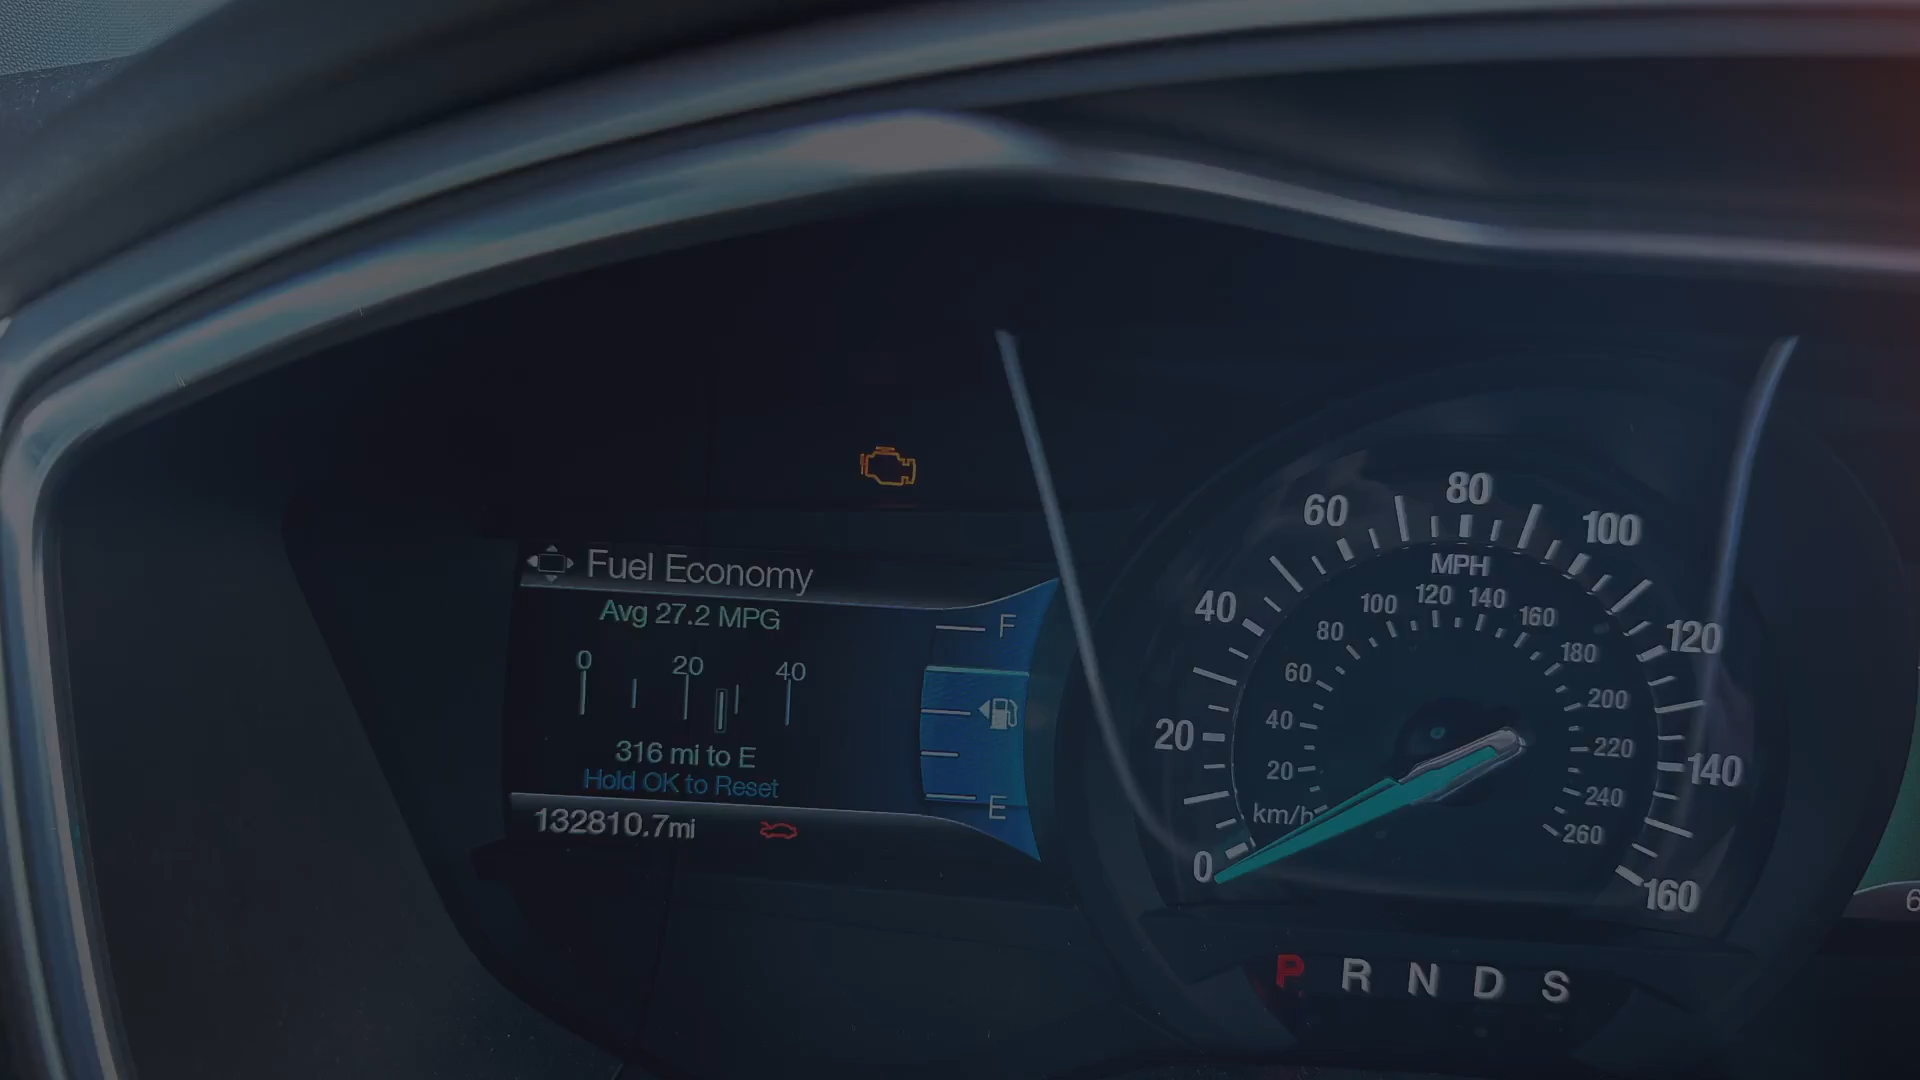 Fuel Economy
Avg 27.2 MPG
0 20 40
316 mi to E
Hold OK to Reset
132810.7mi
F
E
0 20 40 60 80 100 120 140 160
MPH
20 40 60 80 100 120 140 160 180 200 220 240 260
km/h
P R N D S
6